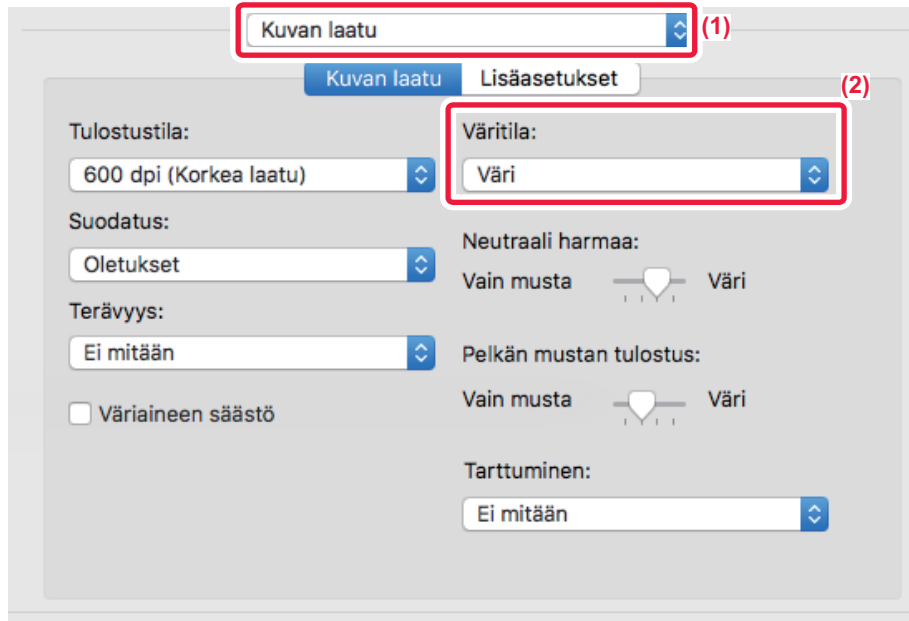 Kuvan laatu
(1)
Kuvan laatu Lisäasetukset
(2)
Tulostustila:
600 dpi (Korkea laatu)
Suodatus:
Oletukset
Terävyys:
Ei mitään
Väriaineen säästö
Väritila:
Väri
Neutraali harmaa:
Vain musta Väri
Pelkän mustan tulostus:
Vain musta Väri
Tarttuminen:
Ei mitään